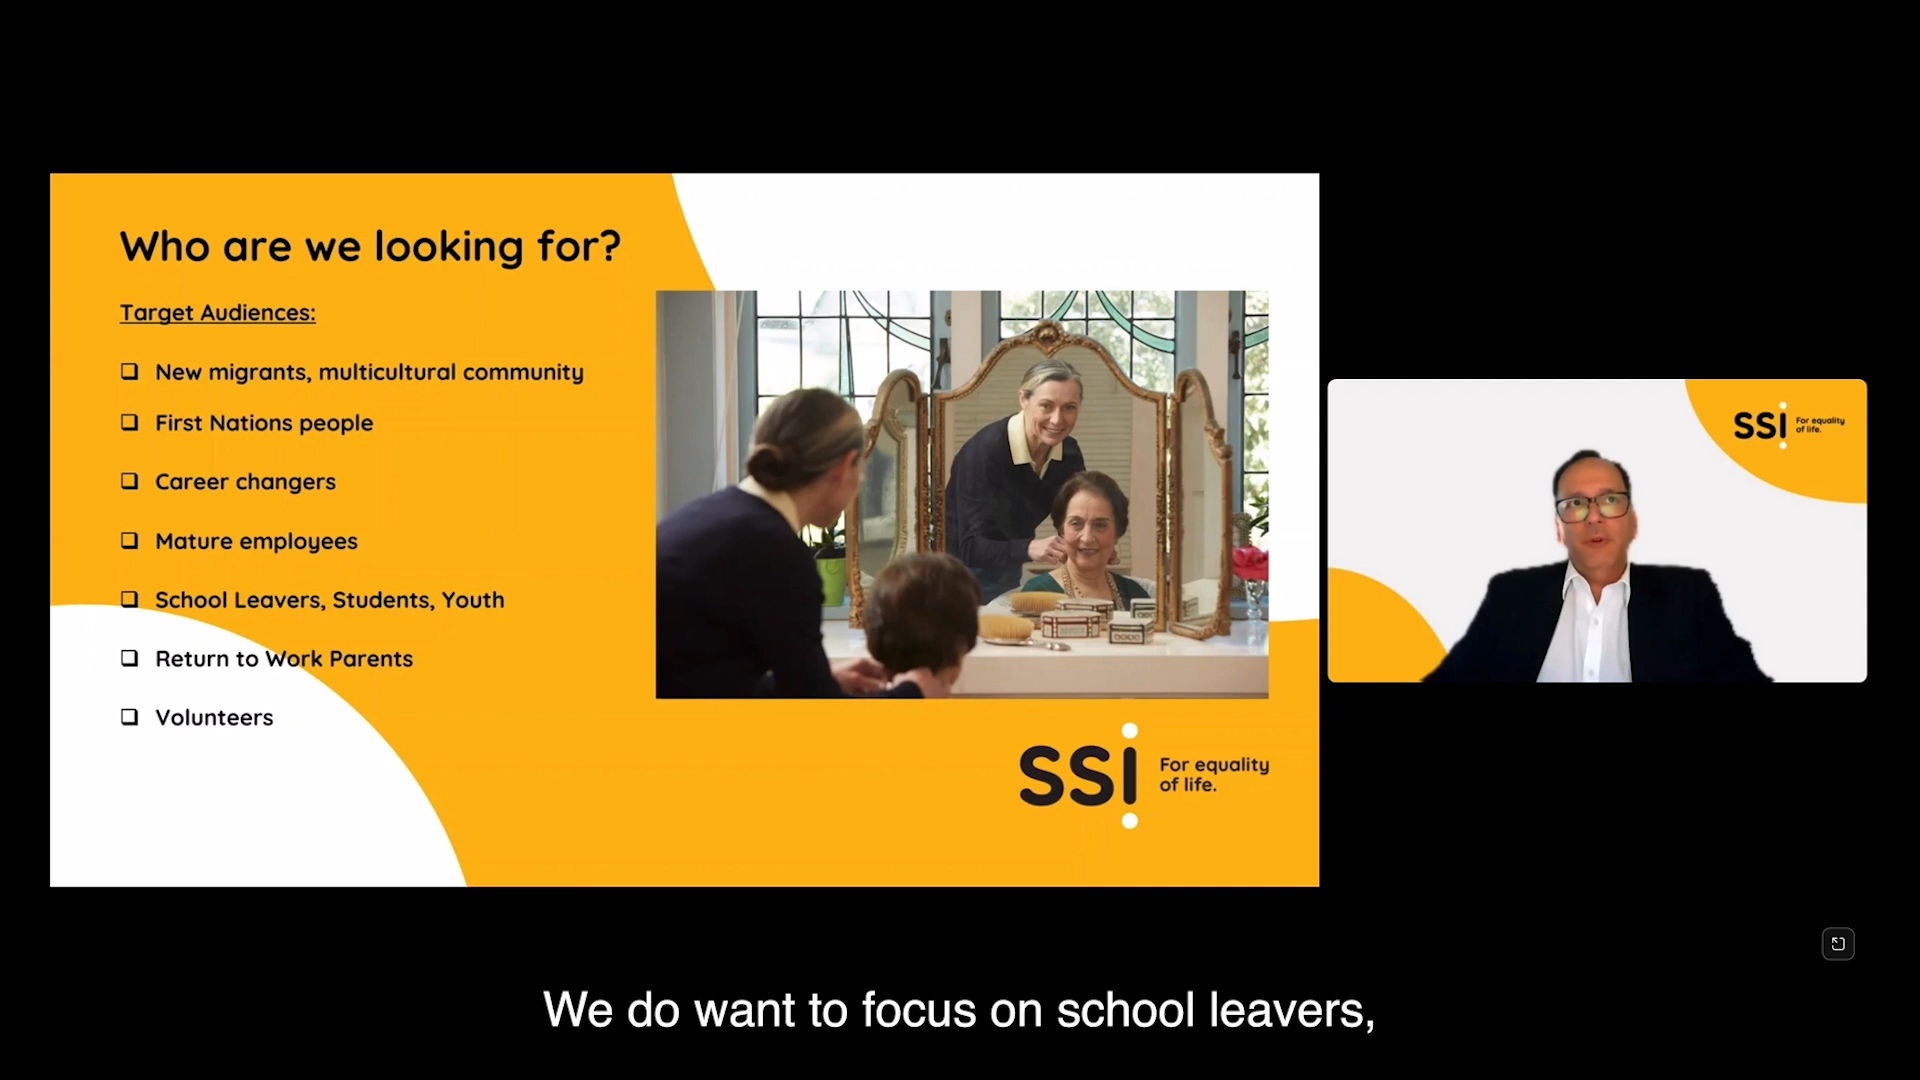 Who are we looking for?
Target Audiences:
❑ New migrants, multicultural community
❑ First Nations people
❑ Career changers
❑ Mature employees
❑ School Leavers, Students, Youth
❑ Return to Work Parents
❑ Volunteers
SSi
For equality
of life.
SSi
For equality
of life.
We do want to focus on school leavers,